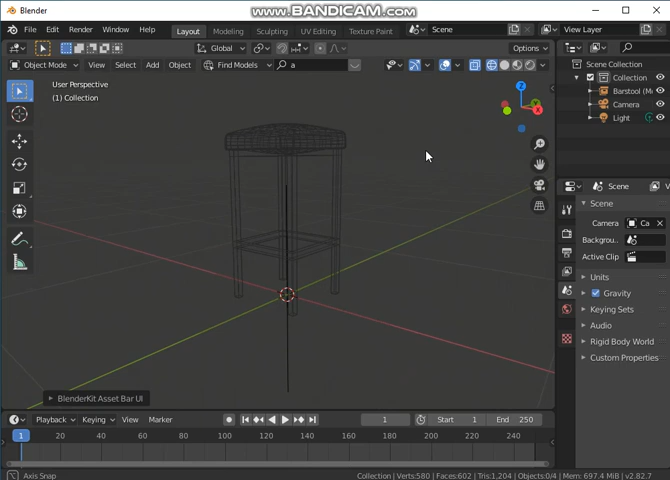 Blender
www.BANDICAM.com
File Edit Render Window Help Layout Modeling Sculpting UV Editing Texture Paint Scene View Layer
Global Options
Object Mode View Select Add Object Find Models a
User Perspective
(1) Collection
Z
Y
X
Scene Collection
Collection
Barstool (M
Camera
Light
Scene
Scene
Camera Ca
Backgrou..
Active Clip
Units
Gravity
Keying Sets
Audio
Rigid Body World
Custom Properties
BlenderKit Asset Bar UI
Playback Keying View Marker 1 Start 1 End 250
1 20 40 60 80 100 120 140 160 180 200 220 240
Axis Snap Collection | Verts:580 | Faces:602 | Tris:1,204 | Objects:0/4 | Mem: 697.4 MiB | v2.82.7